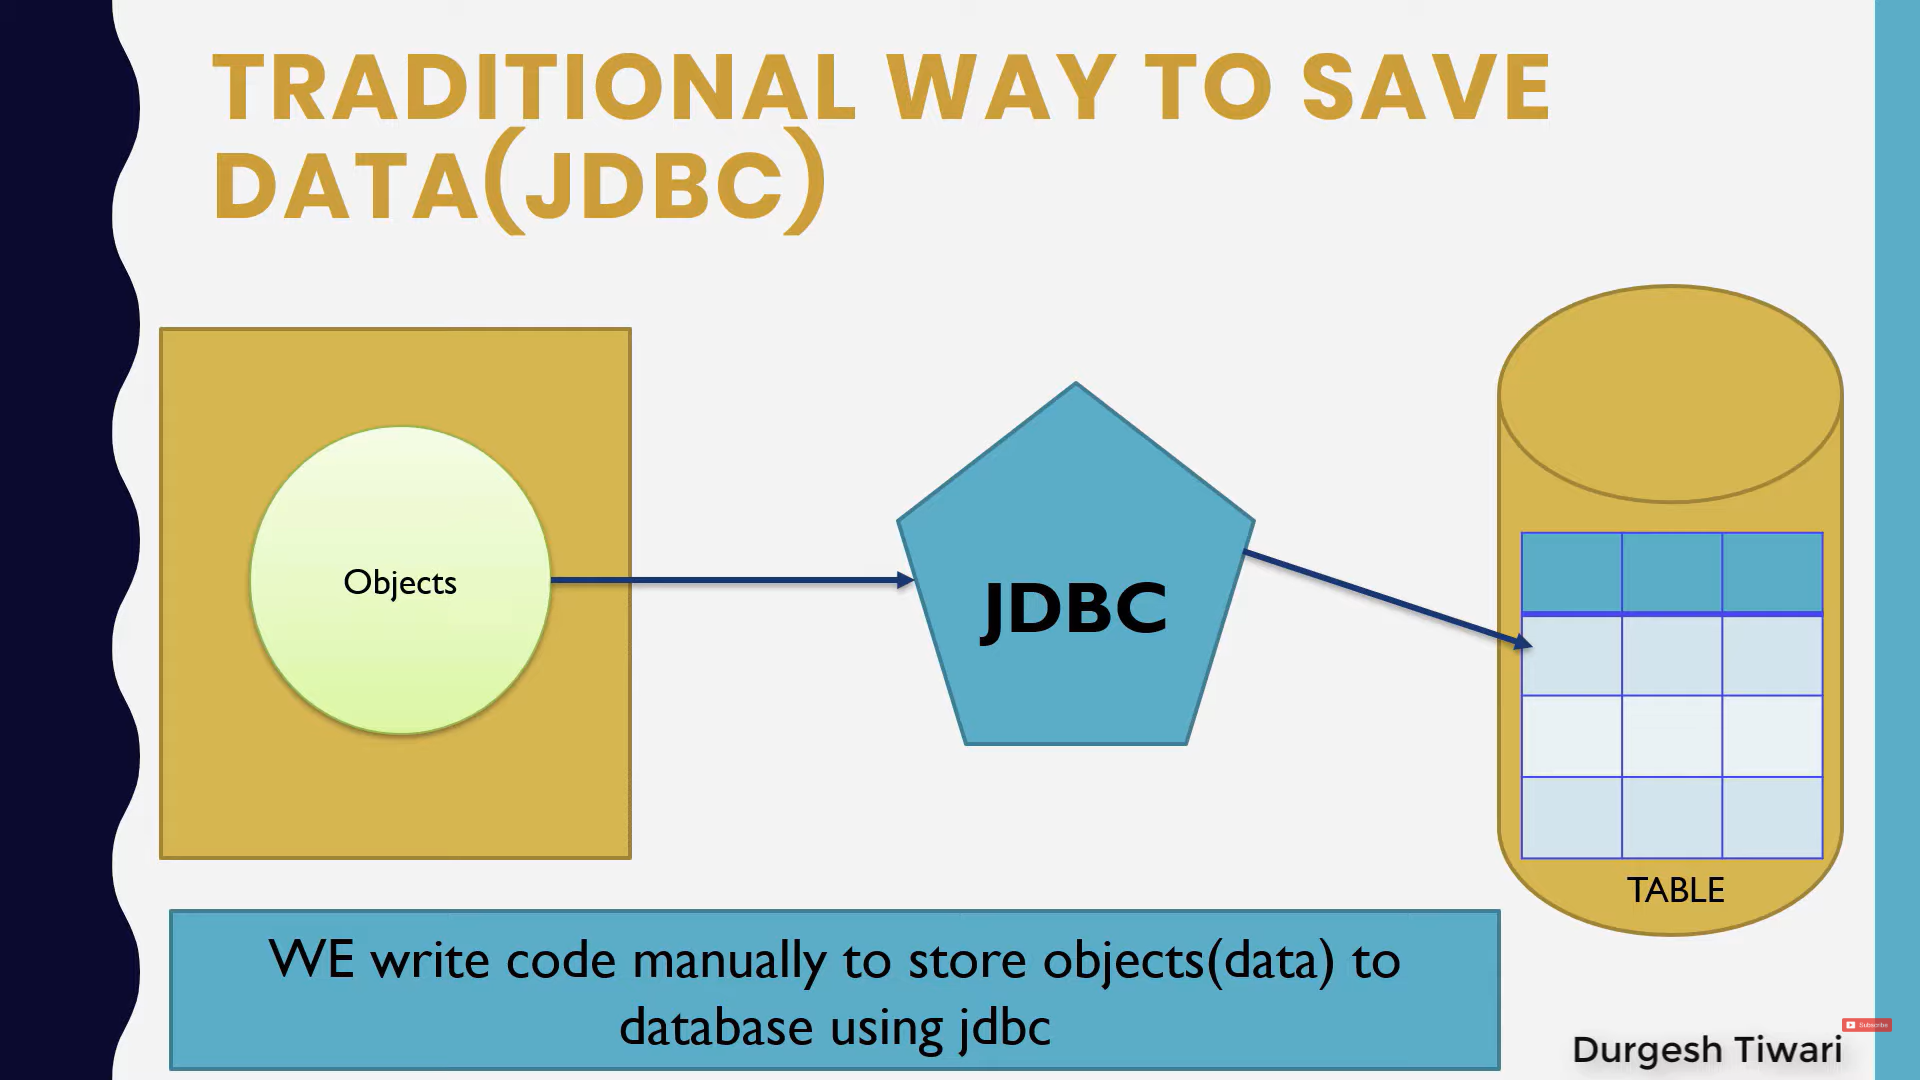 TRADITIONAL WAY TO SAVE
DATA(JDBC)
Objects
JDBC
TABLE
WE write code manually to store objects(data) to
database using jdbc
Subscribe
Durgesh Tiwari